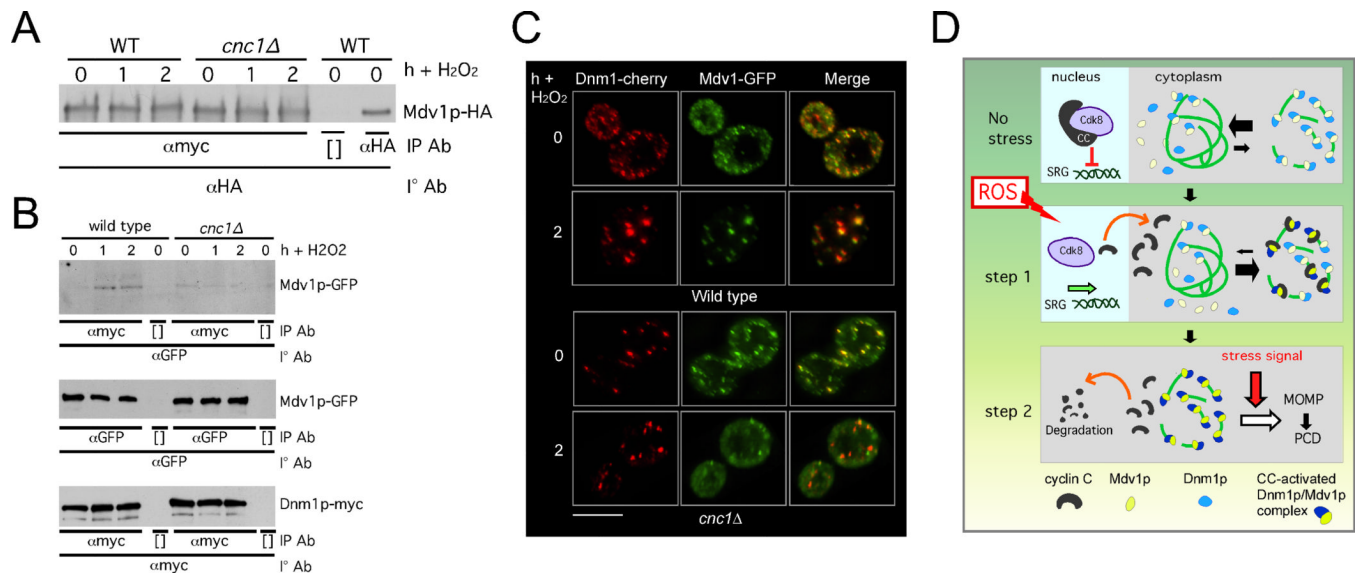 A
WT cnc1Δ WT
0 1 2 0 1 2 0 0 h + H2O2
Mdv1p-HA
αmyc [] αHA IP Ab
αHA I° Ab
B
wild type cnc1Δ
0 1 2 0 0 1 2 0 h + H2O2
Mdv1p-GFP
αmyc [] αmyc [] IP Ab
αGFP I° Ab
Mdv1p-GFP
αGFP [] αGFP [] IP Ab
αGFP I° Ab
Dnm1p-myc
αmyc [] αmyc [] IP Ab
αmyc I° Ab
C
h + H2O2 Dnm1-cherry Mdv1-GFP Merge
0
2
Wild type
0
2
cnc1Δ
D
nucleus cytoplasm
No stress
Cdk8
CC
SRG
ROS
step 1
Cdk8
SRG
step 2
stress signal
Degradation
MOMP
PCD
cyclin C Mdv1p Dnm1p CC-activated
Dnm1p/Mdv1p
complex